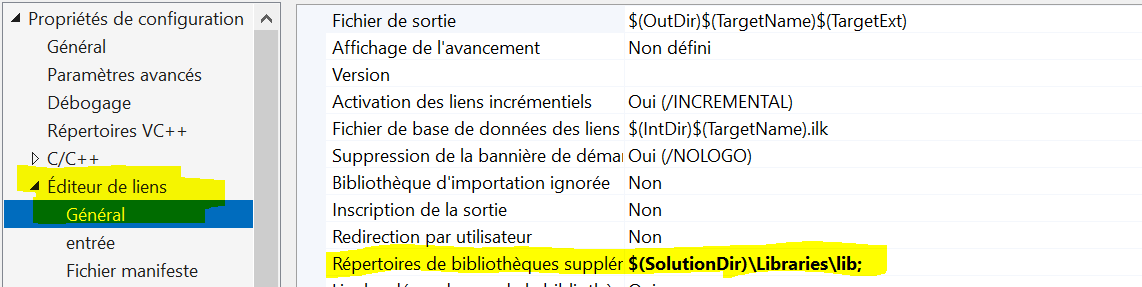 Propriétés de configuration
Général
Paramètres avancés
Débogage
Répertoires VC++
C/C++
Éditeur de liens
Général
entrée
Fichier manifeste
Fichier de sortie $(OutDir)$(TargetName)$(TargetExt)
Affichage de l'avancement Non défini
Version
Activation des liens incrémentiels Oui (/INCREMENTAL)
Fichier de base de données des liens $(IntDir)$(TargetName).ilk
Suppression de la bannière de déma Oui (/NOLOGO)
Bibliothèque d'importation ignorée Non
Inscription de la sortie Non
Redirection par utilisateur Non
Répertoires de bibliothèques supplér $(SolutionDir)\Libraries\lib;